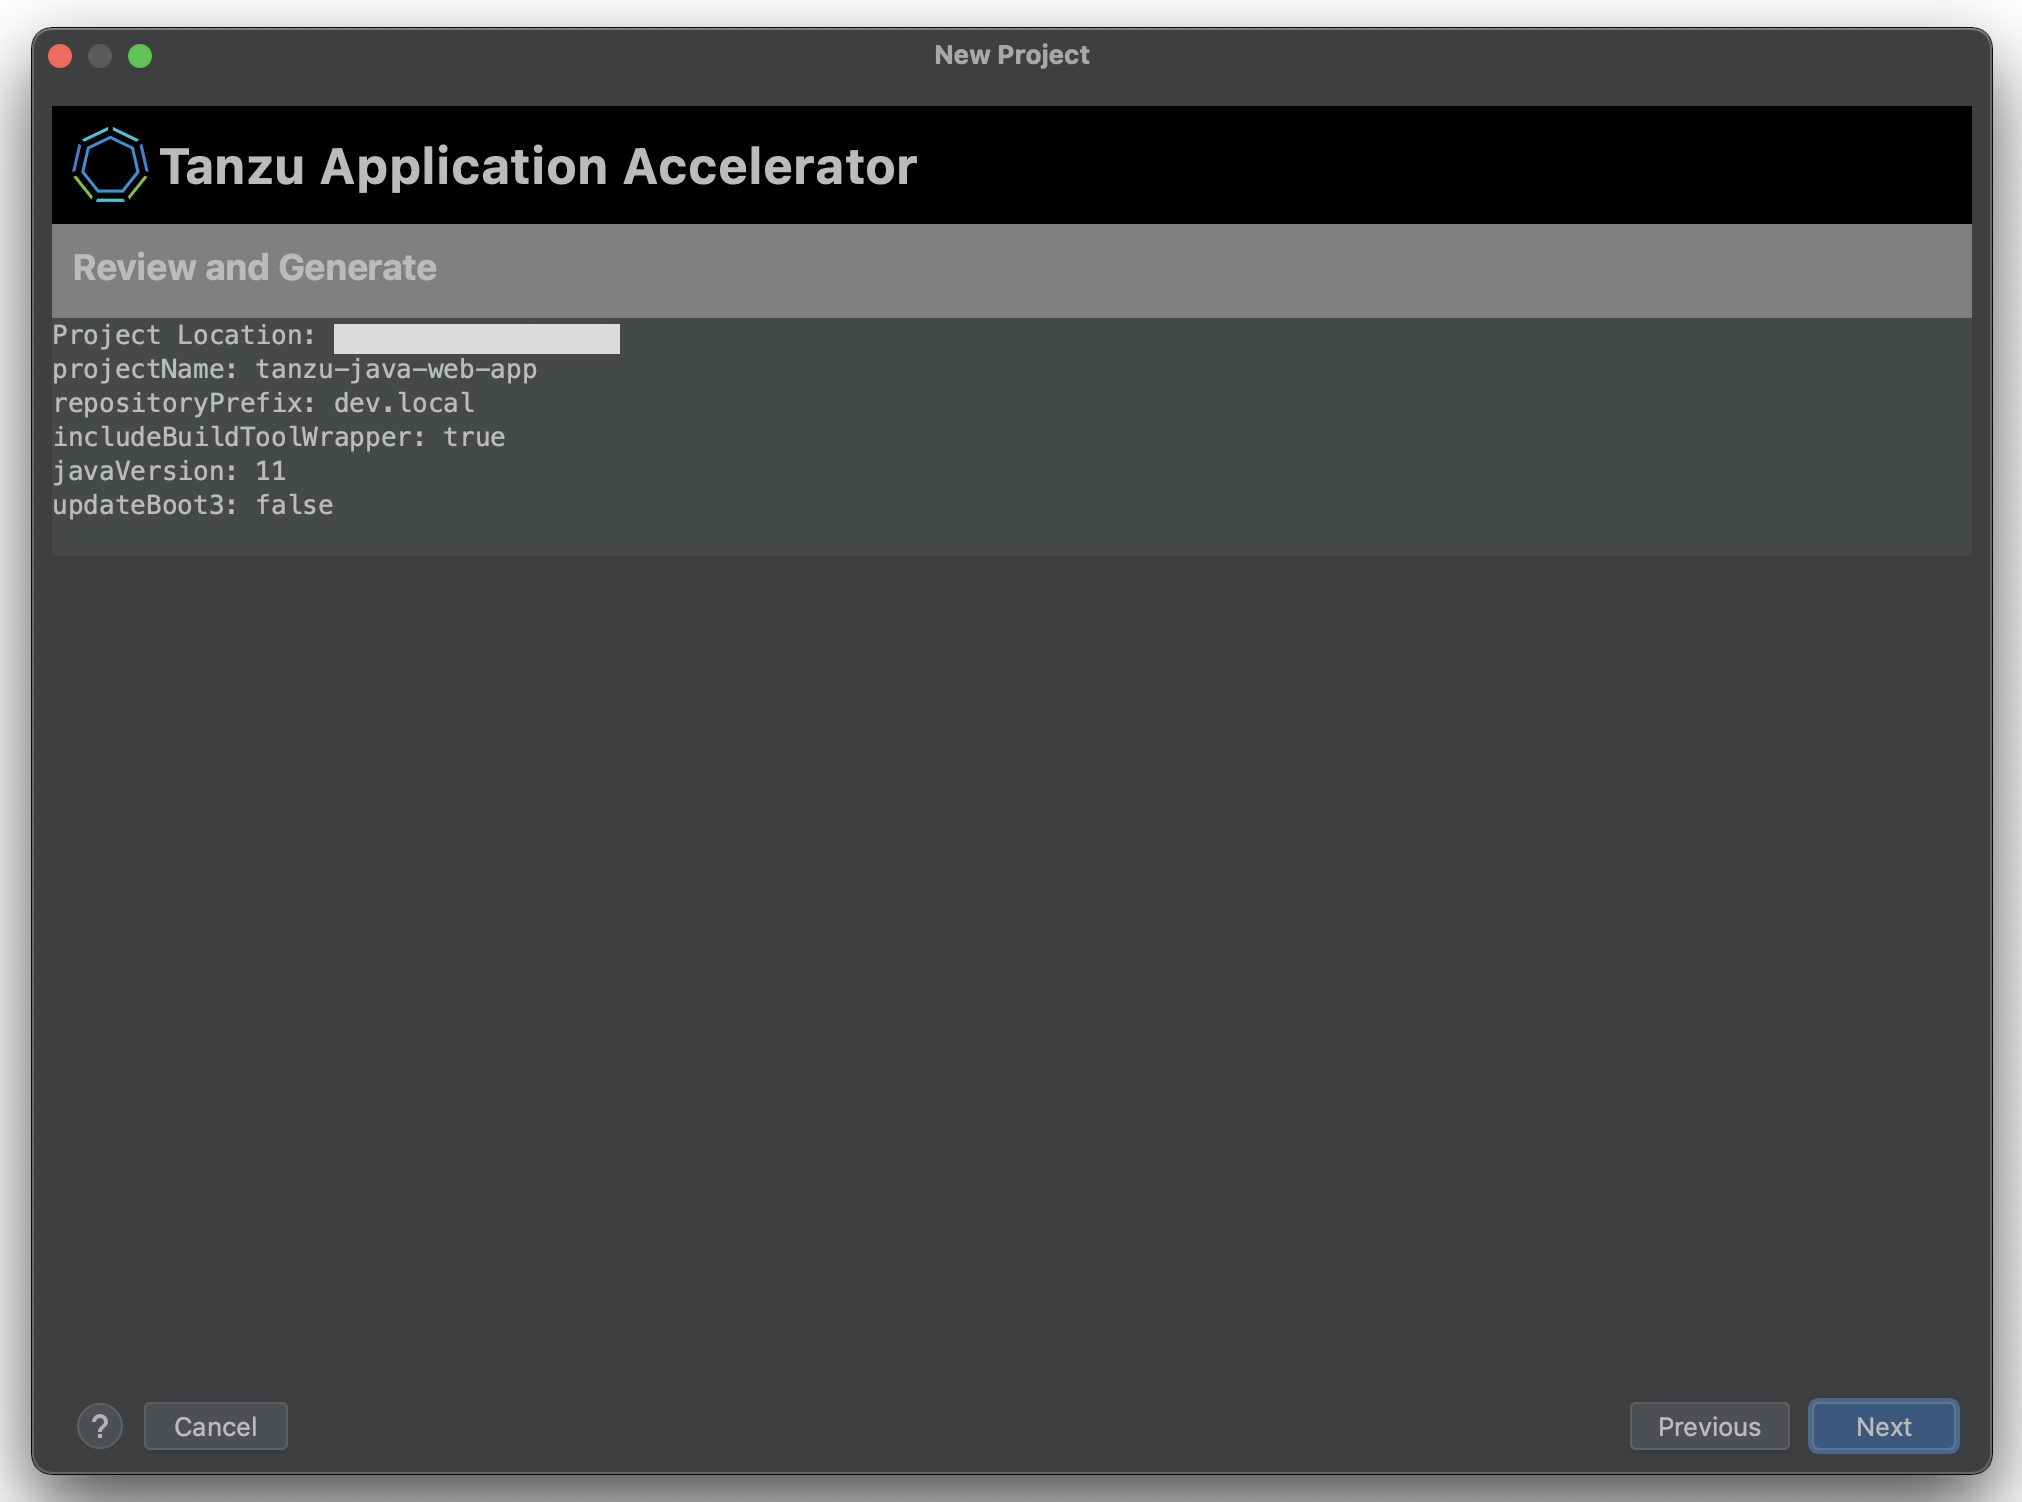 New Project
Tanzu Application Accelerator
Review and Generate
Project Location:
projectName: tanzu-java-web-app
repositoryPrefix: dev.local
includeBuildToolWrapper: true
javaVersion: 11
updateBoot3: false
? Cancel Previous Next